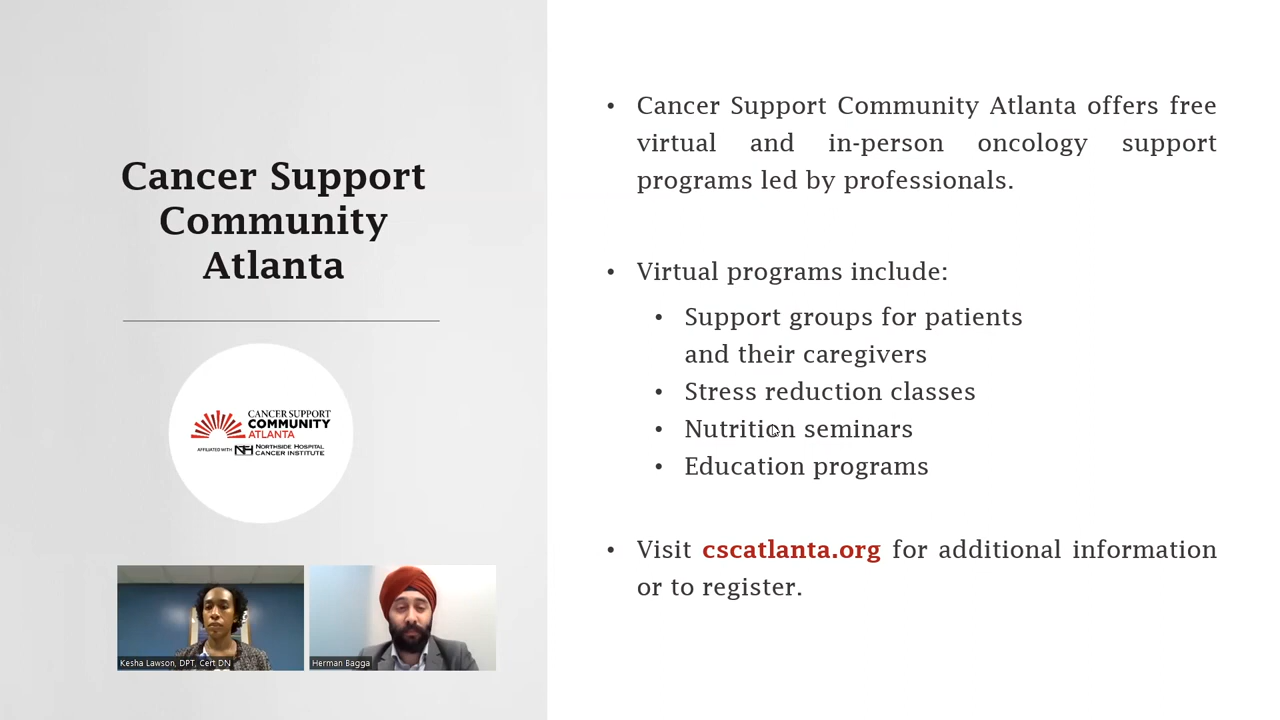 Cancer Support
Community
Atlanta
CANCER SUPPORT
COMMUNITY
ATLANTA
AFFILIATED WITH NORTHSIDE HOSPITAL
CANCER INSTITUTE
Kesha Lawson, DPT, Cert DN
Herman Bagga
• Cancer Support Community Atlanta offers free
virtual and in-person oncology support
programs led by professionals.
• Virtual programs include:
• Support groups for patients
and their caregivers
• Stress reduction classes
• Nutrition seminars
• Education programs
• Visit cscatlanta.org for additional information
or to register.